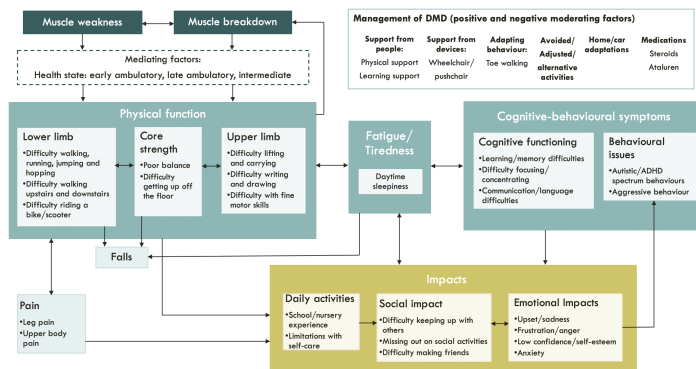 Muscle weakness
Muscle breakdown
Mediating factors:
Health state: early ambulatory, late ambulatory, intermediate
Management of DMD (positive and negative moderating factors)
Support from
people:
Physical support
Learning support
Support from
devices:
Wheelchair/
pushchair
Adapting
behaviour:
Toe walking
Avoided/
Adjusted/
alternative
activities
Home/car
adaptations
Medications
Steroids
Ataluren
Physical function
Lower limb
•Difficulty walking,
running, jumping and
hopping
•Difficulty walking
upstairs and downstairs
•Difficulty riding a
bike/scooter
Core
strength
•Poor balance
•Difficulty
getting up off
the floor
Upper limb
•Difficulty lifting and
carrying
•Difficulty writing and
drawing
•Difficulty with fine
motor skills
Fatigue/
Tiredness
Daytime
sleepiness
Cognitive-behavioural symptoms
Cognitive functioning
•Learning/memory difficulties
•Difficulty focusing/
concentrating
•Communication/language
difficulties
Behavioural
issues
•Autistic/ADHD
spectrum behaviours
•Aggressive behaviour
Falls
Pain
•Leg pain
•Upper body
pain
Impacts
Daily activities
•School/nursery
experience
•Limitations with
self-care
Social impact
•Difficulty keeping up with
others
•Missing out on social activities
•Difficulty making friends
Emotional Impacts
•Upset/sadness
•Frustration/anger
•Low confidence/self-esteem
•Anxiety